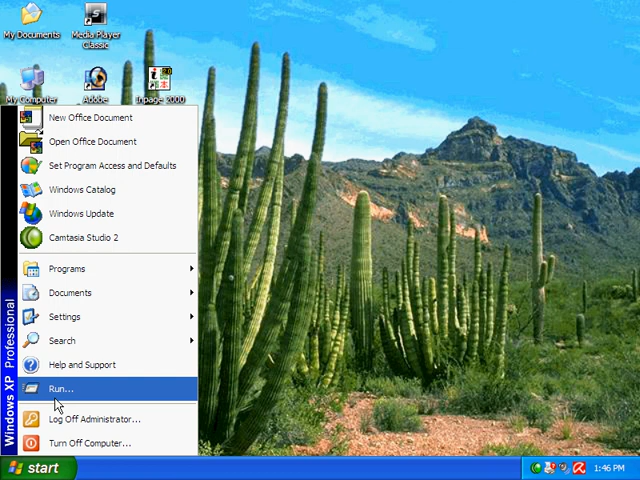 My Documents
Media Player
Classic
My Computer
Adobe
Inpage 2000
New Office Document
Open Office Document
Set Program Access and Defaults
Windows Catalog
Windows Update
Camtasia Studio 2
Programs
Documents
Settings
Search
Help and Support
Run...
Log Off Administrator...
Turn Off Computer...
Windows XP Professional
start
1:46 PM